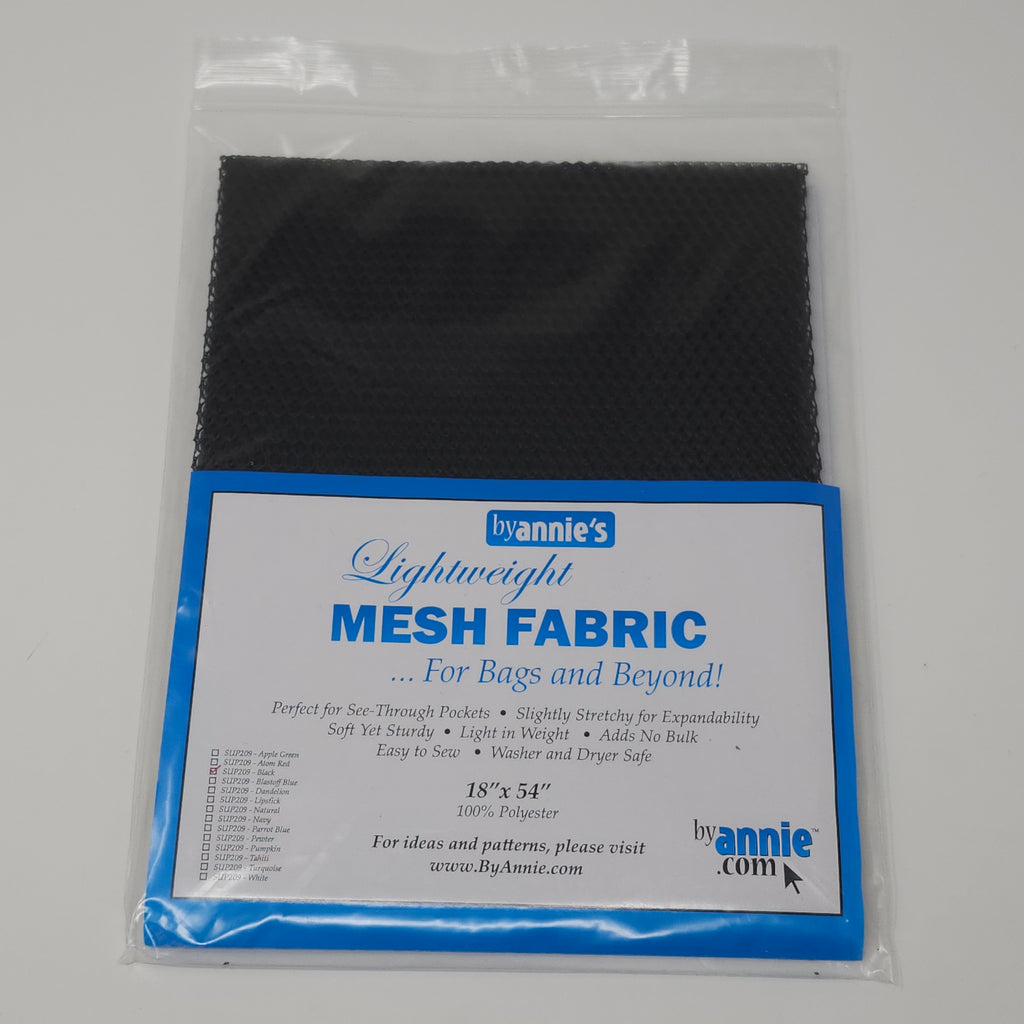 byannie's
Lightweight
MESH FABRIC
... For Bags and Beyond!
Perfect for See-Through Pockets • Slightly Stretchy for Expandability
Soft Yet Sturdy • Light in Weight • Adds No Bulk
Easy to Sew • Washer and Dryer Safe
SUP209 - Apple Green
SUP209 - Atom Red
SUP209 - Black
SUP209 - Blastoff Blue
SUP209 - Dandelion
SUP209 - Lipstick
SUP209 - Natural
SUP209 - Navy
SUP209 - Parrot Blue
SUP209 - Pewter
SUP209 - Pumpkin
SUP209 - Tahiti
SUP209 - Turquoise
SUP209 - White
18"x 54"
100% Polyester
For ideas and patterns, please visit
www.ByAnnie.com
by annie™
.com